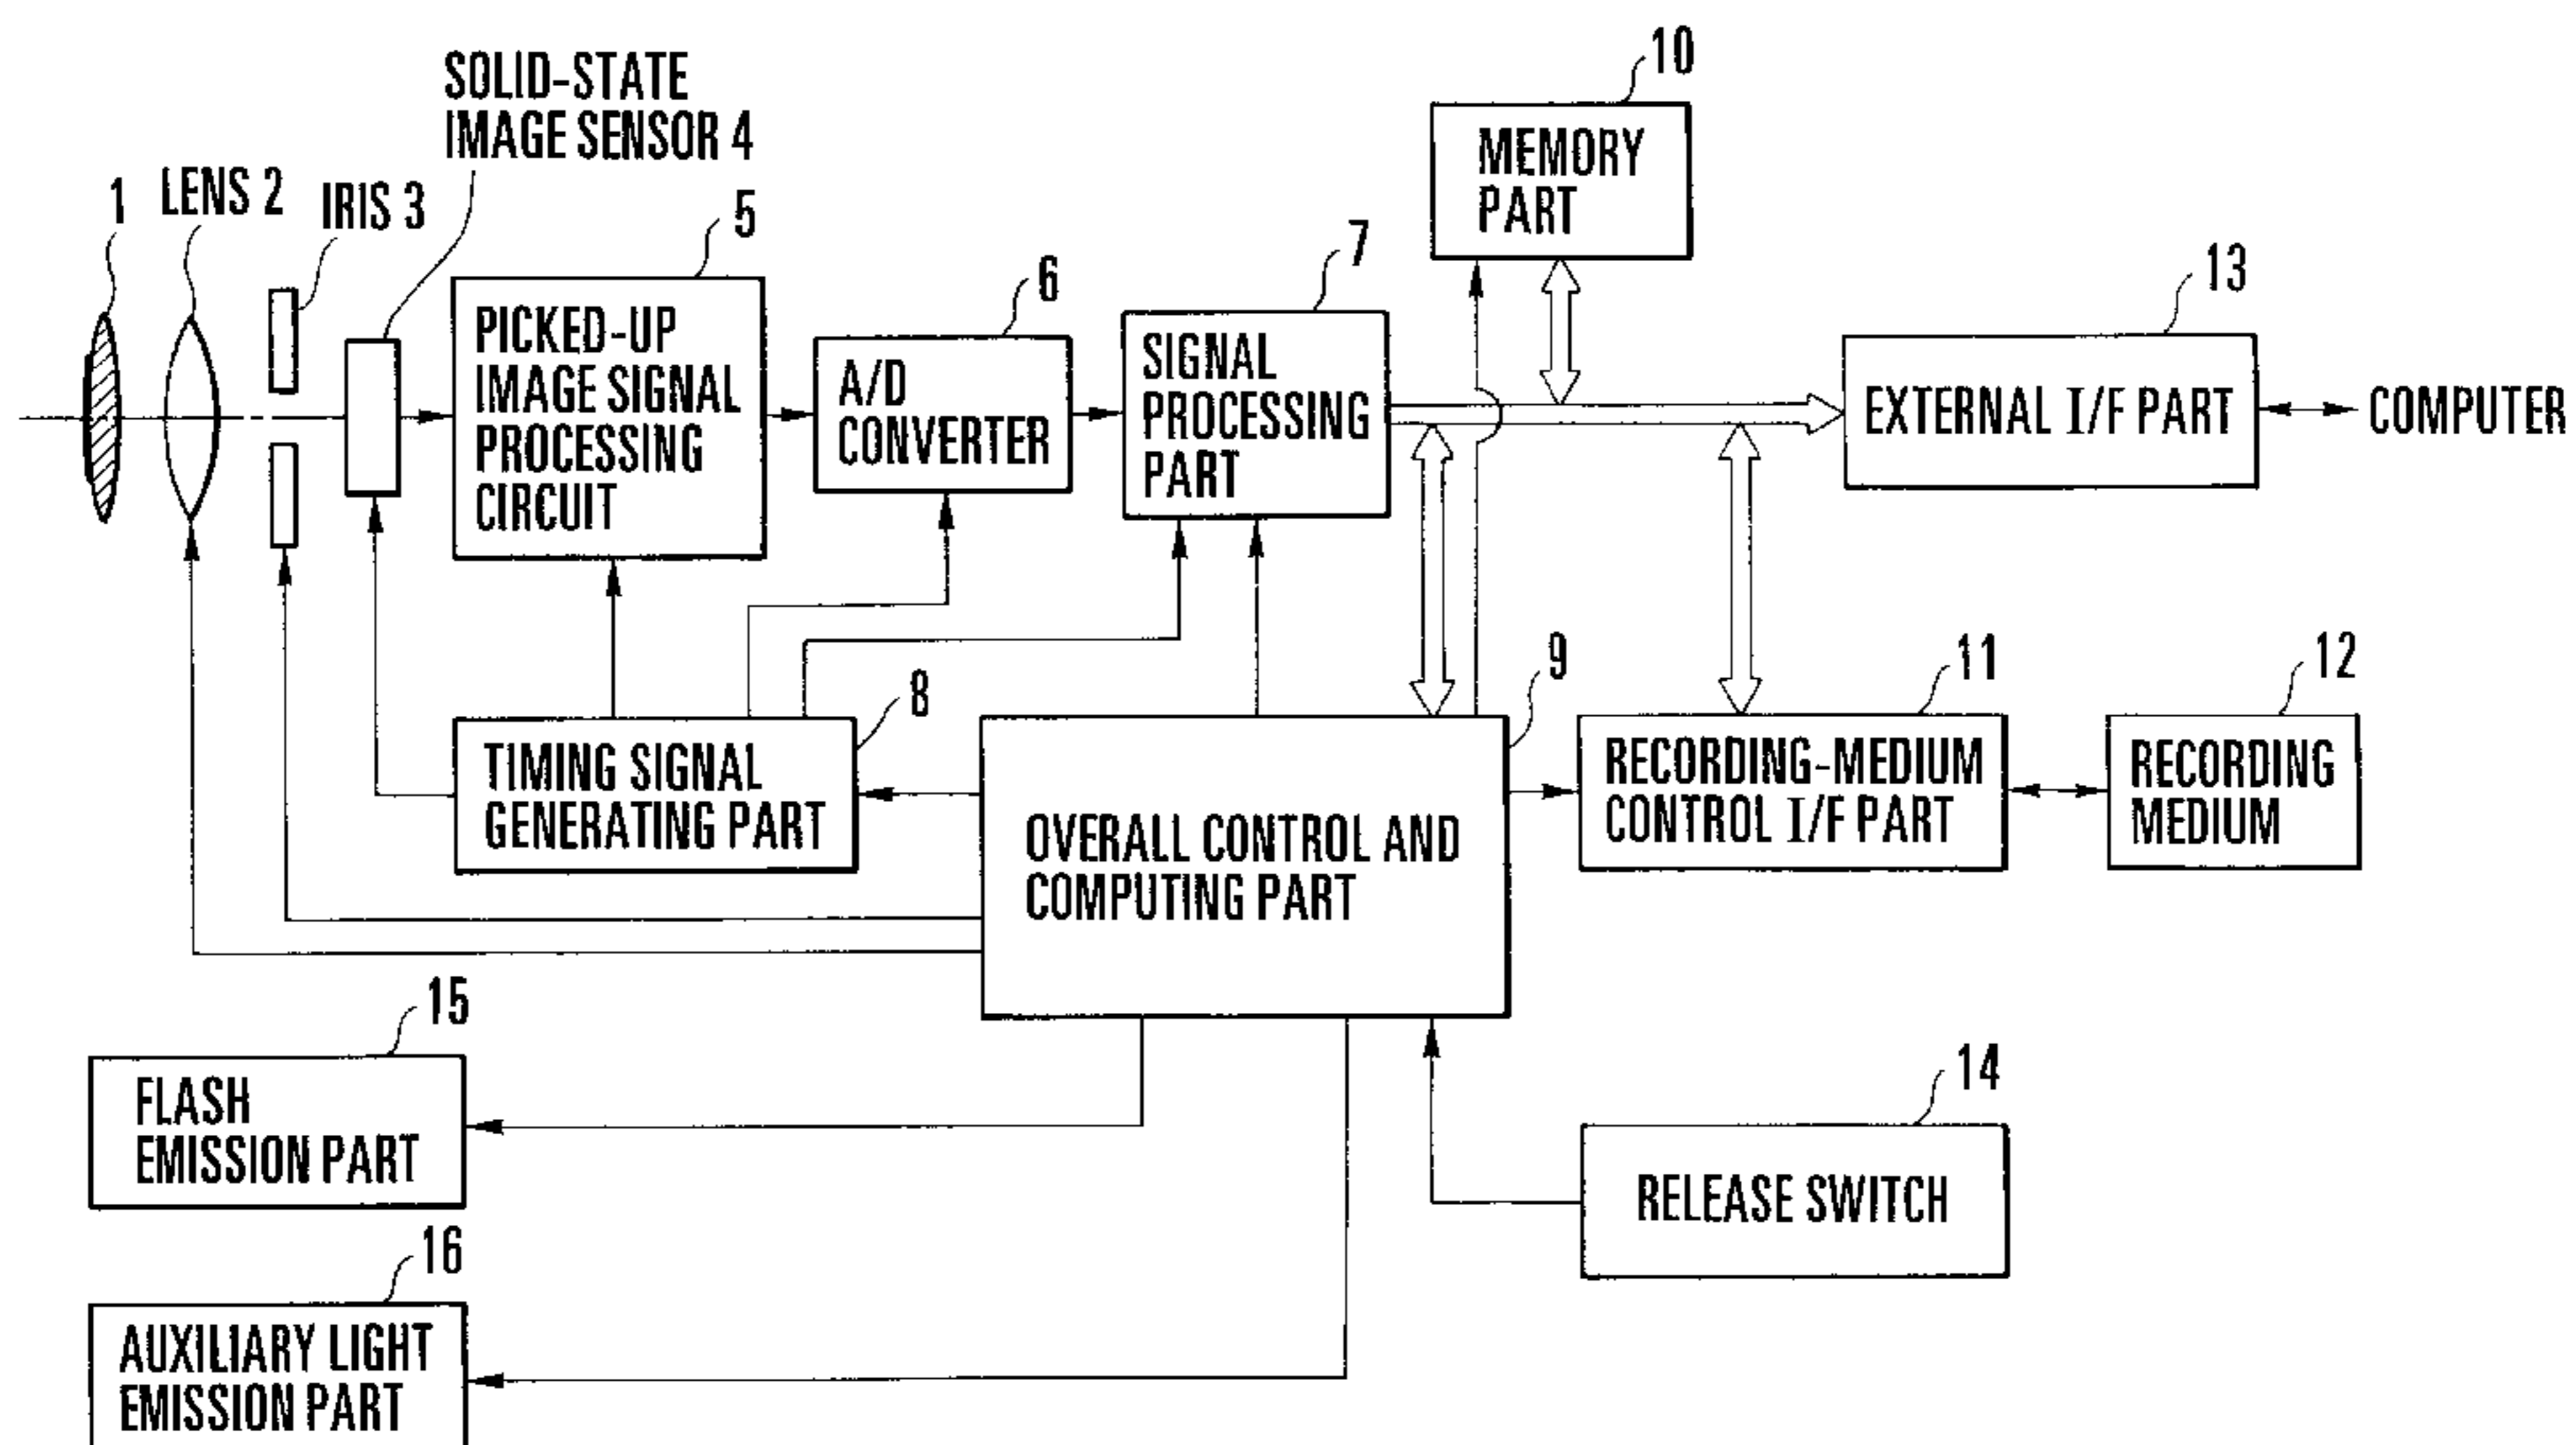 SOLID-STATE
IMAGE SENSOR 4
1
LENS 2
IRIS 3
5
PICKED-UP
IMAGE SIGNAL
PROCESSING
CIRCUIT
6
A/D
CONVERTER
7
SIGNAL
PROCESSING
PART
10
MEMORY
PART
13
EXTERNAL I/F PART
COMPUTER
8
TIMING SIGNAL
GENERATING PART
9
OVERALL CONTROL AND
COMPUTING PART
11
RECORDING-MEDIUM
CONTROL I/F PART
12
RECORDING
MEDIUM
15
FLASH
EMISSION PART
14
RELEASE SWITCH
16
AUXILIARY LIGHT
EMISSION PART